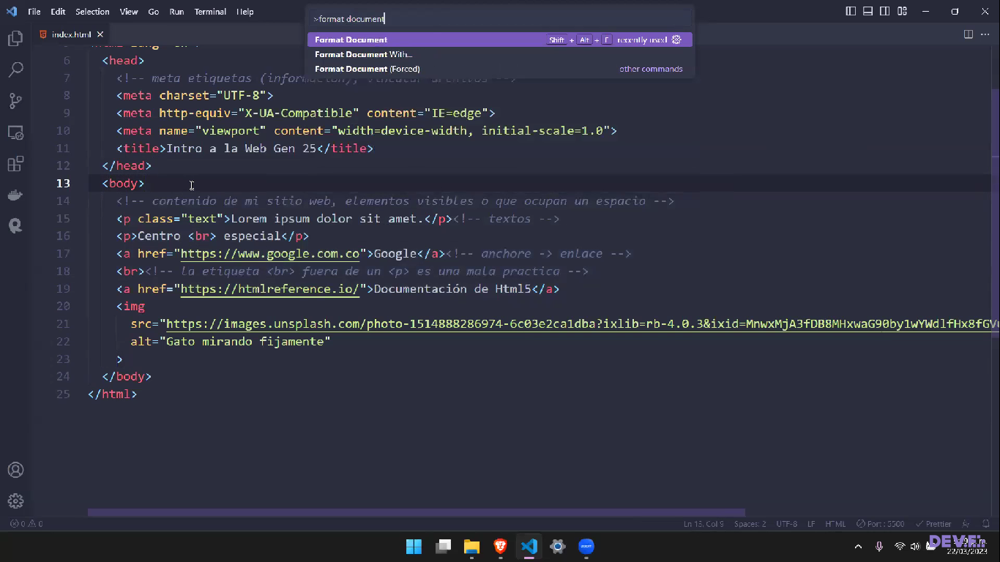 File Edit Selection View Go Run Terminal Help
>format document
index.html
Format Document Shift + Alt + F recently used
Format Document With...
Format Document (Forced) other commands
6 <head>
7 <!-- meta etiquetas (informacion), vincular archivos -->
8 <meta charset="UTF-8">
9 <meta http-equiv="X-UA-Compatible" content="IE=edge">
10 <meta name="viewport" content="width=device-width, initial-scale=1.0">
11 <title>Intro a la Web Gen 25</title>
12 </head>
13 <body>
14 <!-- contenido de mi sitio web, elementos visibles o que ocupan un espacio -->
15 <p class="text">Lorem ipsum dolor sit amet.</p><!-- textos -->
16 <p>Centro <br> especial</p>
17 <a href="https://www.google.com.co">Google</a><!-- anchore -> enlace -->
18 <br><!-- la etiqueta <br> fuera de un <p> es una mala practica -->
19 <a href="https://htmlreference.io/">Documentación de Html5</a>
20 <img
21 src="https://images.unsplash.com/photo-1514888286974-6c03e2ca1dba?ixlib=rb-4.0.3&ixid=MnwxMjA3fDB8MHxwaG90by1wYWdlfHx8fGV
22 alt="Gato mirando fijamente"
23 >
24 </body>
25 </html>
0 0 Ln 13, Col 9 Spaces: 2 UTF-8 LF HTML Port : 5500 Prettier
zoom
DEV.F.:
22/03/2023